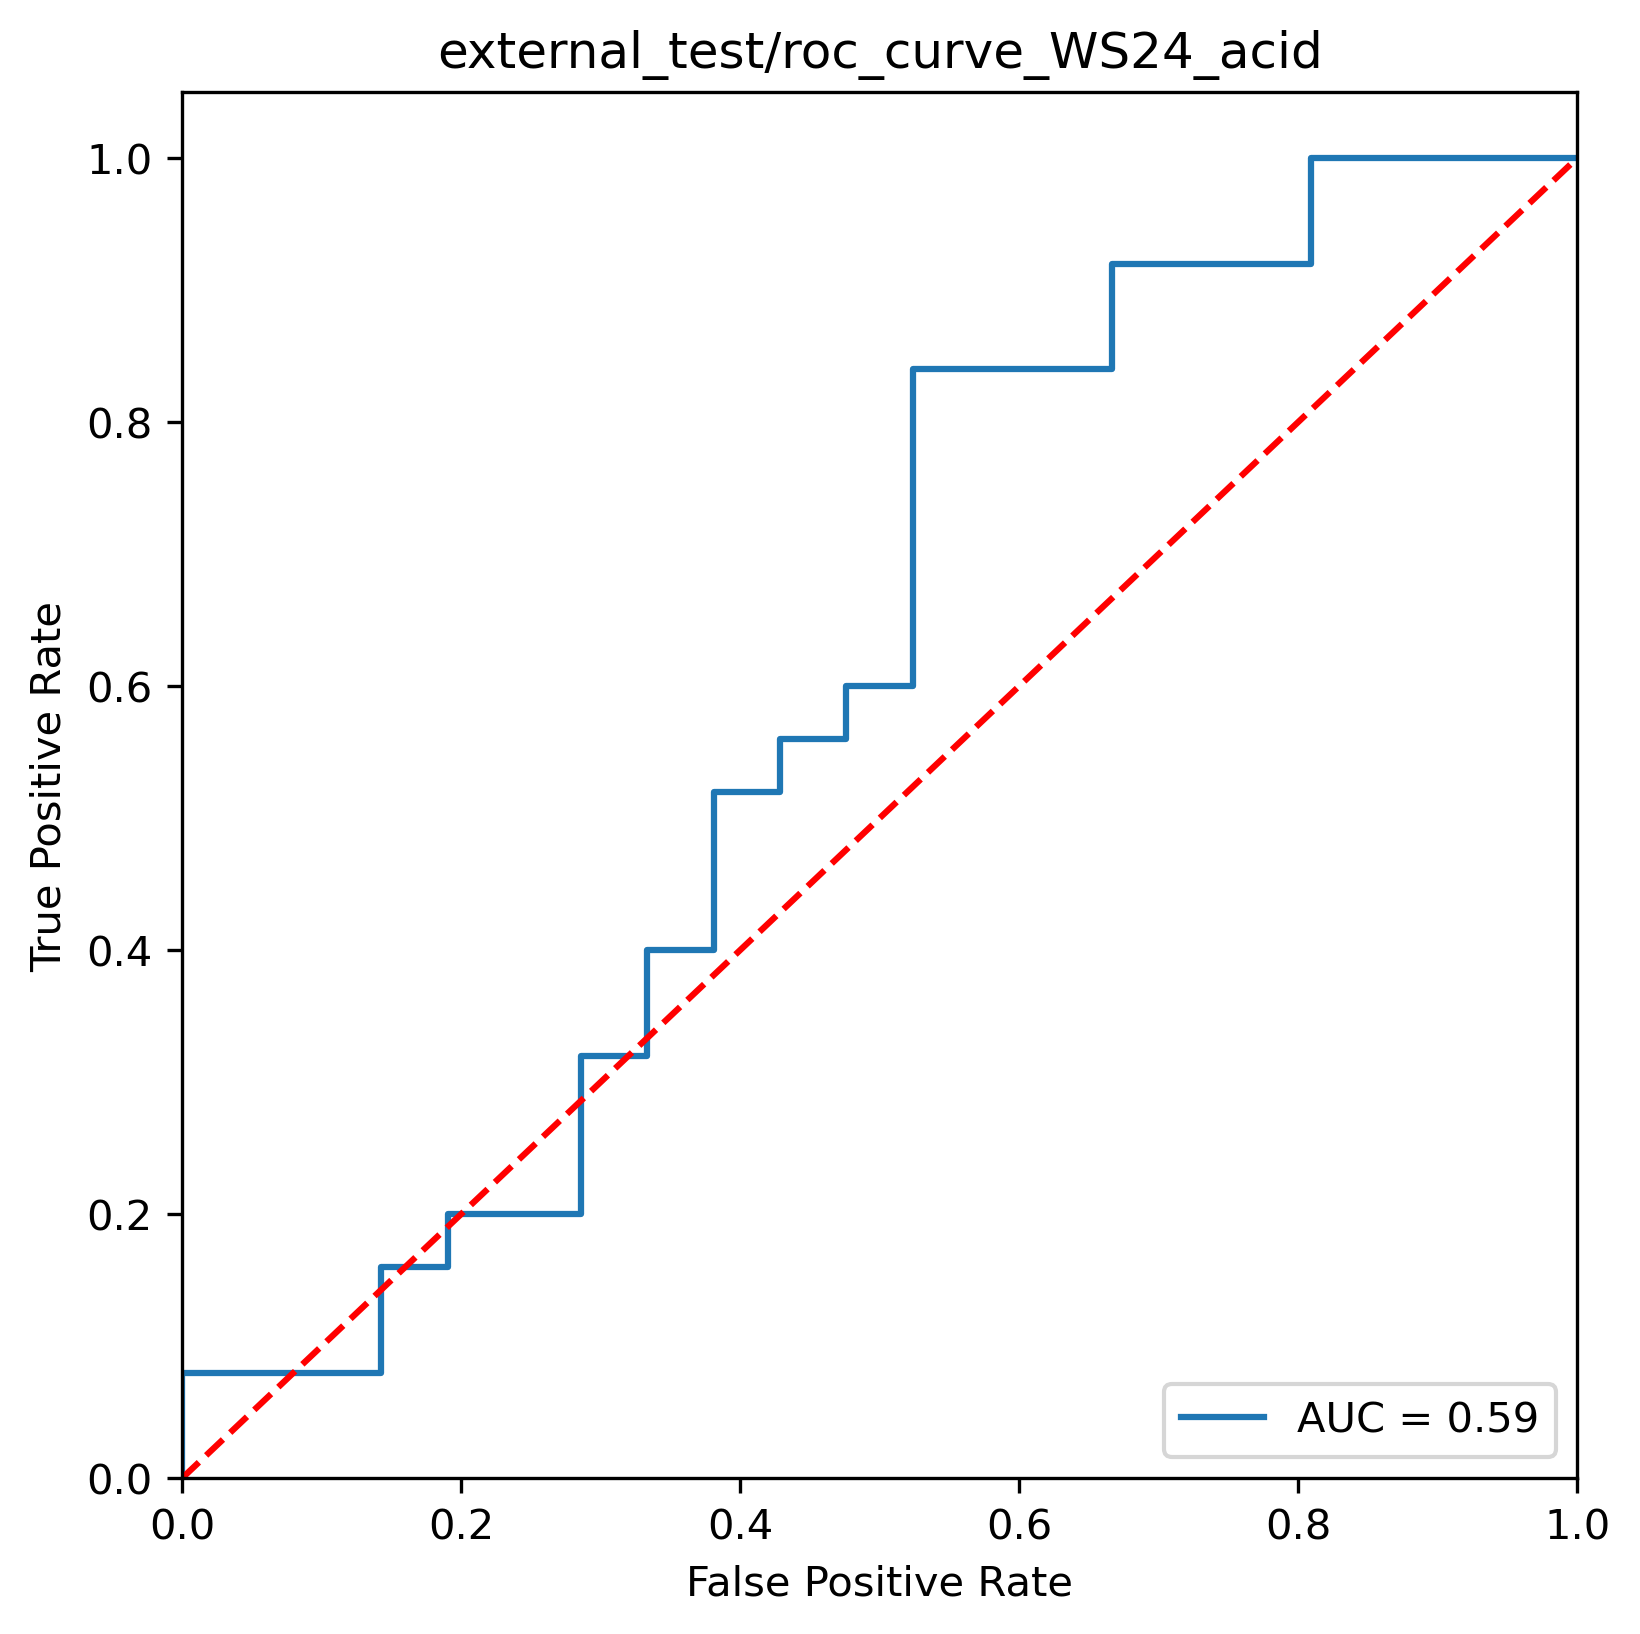 external_test/roc_curve_WS24_acid
True Positive Rate
1.0
0.8
0.6
0.4
0.2
0.0
AUC = 0.59
0.0 0.2 0.4 0.6 0.8 1.0
False Positive Rate